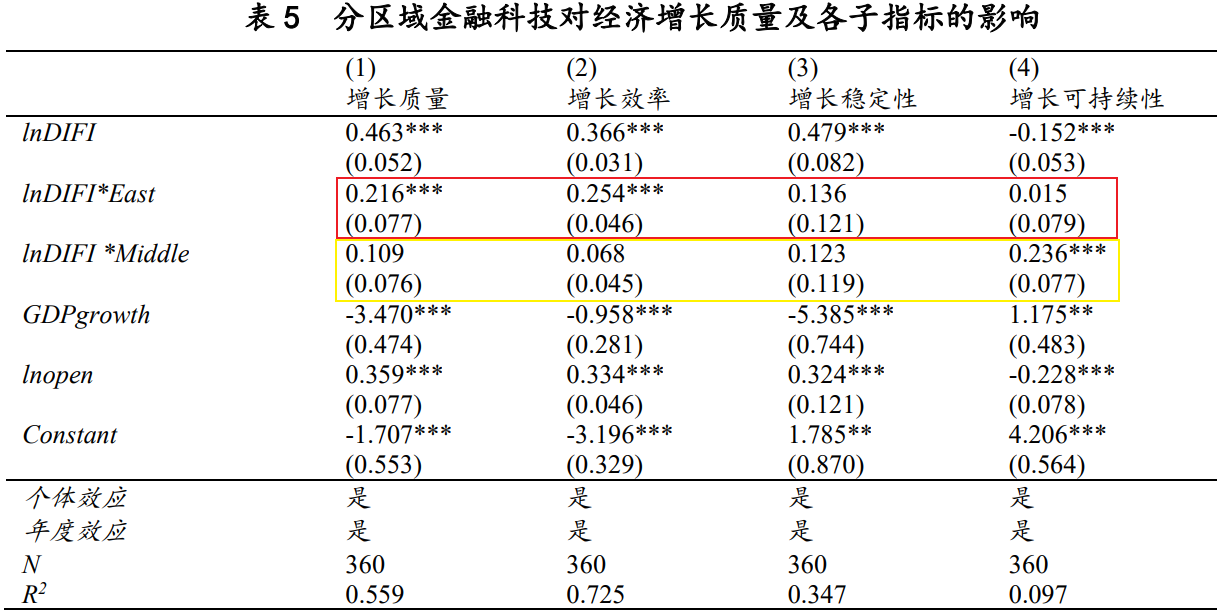 表 5 分区域金融科技对经济增长质量及各子指标的影响
(1) (2) (3) (4)
增长质量 增长效率 增长稳定性 增长可持续性
lnDIFI 0.463*** 0.366*** 0.479*** -0.152***
(0.052) (0.031) (0.082) (0.053)
lnDIFI*East 0.216*** 0.254*** 0.136 0.015
(0.077) (0.046) (0.121) (0.079)
lnDIFI *Middle 0.109 0.068 0.123 0.236***
(0.076) (0.045) (0.119) (0.077)
GDPgrowth -3.470*** -0.958*** -5.385*** 1.175**
(0.474) (0.281) (0.744) (0.483)
lnopen 0.359*** 0.334*** 0.324*** -0.228***
(0.077) (0.046) (0.121) (0.078)
Constant -1.707*** -3.196*** 1.785** 4.206***
(0.553) (0.329) (0.870) (0.564)
个体效应 是 是 是 是
年度效应 是 是 是 是
N 360 360 360 360
R² 0.559 0.725 0.347 0.097